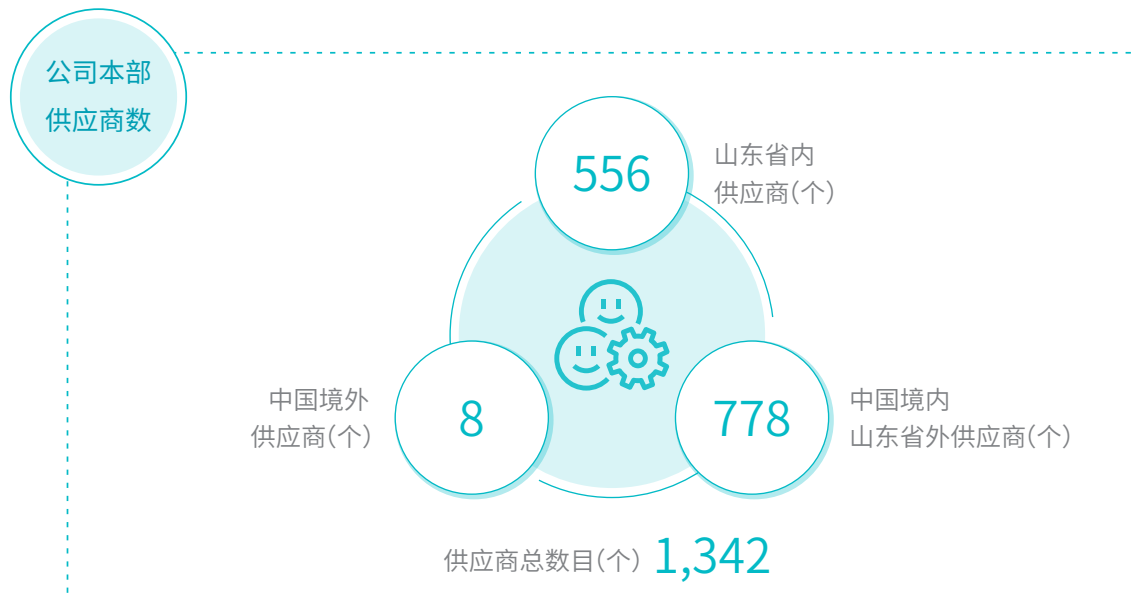 公司本部
供应商数
556
山东省内
供应商(个)
中国境外
供应商(个)
8
778
中国境内
山东省外供应商(个)
供应商总数目(个) 1,342